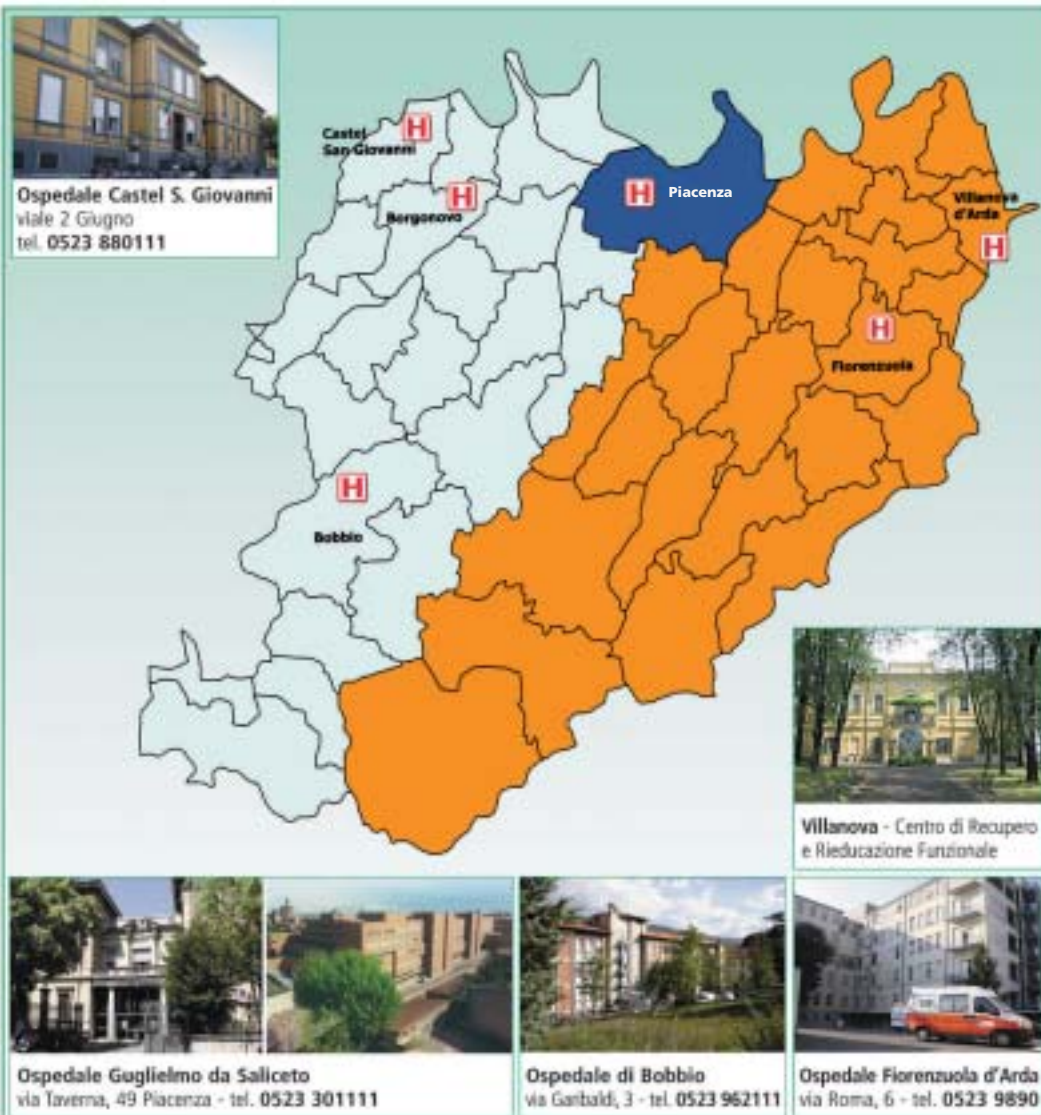 Ospedale Castel S. Giovanni
viale 2 Giugno
tel. 0523 880111
Castel
San Giovanni
H
H
Borgonovo
H Piacenza
Villanova
d'Arda
H
H
Fiorenzuola
H
Bobbio
Villanova - Centro di Recupero
e Rieducazione Funzionale
Ospedale Guglielmo da Saliceto
via Taverna, 49 Piacenza - tel. 0523 301111
Ospedale di Bobbio
via Garibaldi, 3 - tel. 0523 962111
Ospedale Fiorenzuola d'Arda
via Roma, 6 - tel. 0523 9890